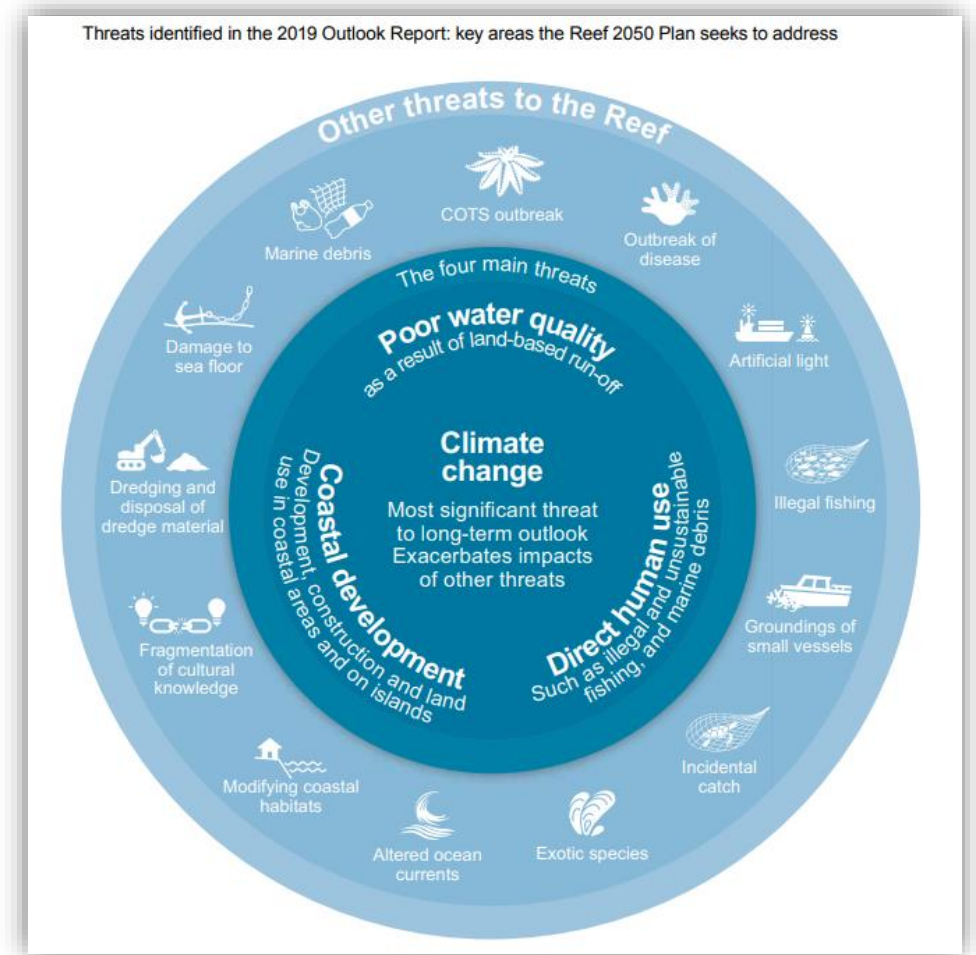 Threats identified in the 2019 Outlook Report: key areas the Reef 2050 Plan seeks to address
Other threats to the Reef
COTS outbreak
Outbreak of
disease
Artificial light
Illegal fishing
Groundings of
small vessels
Incidental
catch
Exotic species
Altered ocean
currents
Modifying coastal
habitats
Fragmentation
of cultural
knowledge
Dredging and
disposal of
dredge material
Damage to
sea floor
Marine debris
The four main threats
Poor water quality
as a result of land-based run-off
Climate
change
Most significant threat
to long-term outlook
Exacerbates impacts
of other threats
Coastal development
Development, construction and land
use in coastal areas and on islands
Direct human use
Such as illegal and unsustainable
fishing, and marine debris